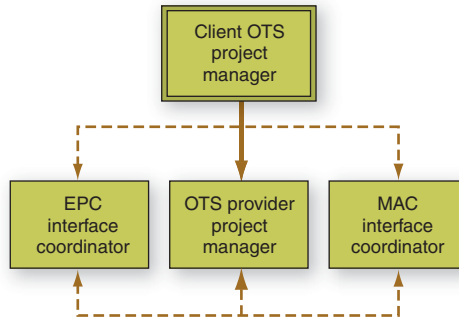 Client OTS
project
manager
EPC
interface
coordinator
OTS provider
project
manager
MAC
interface
coordinator